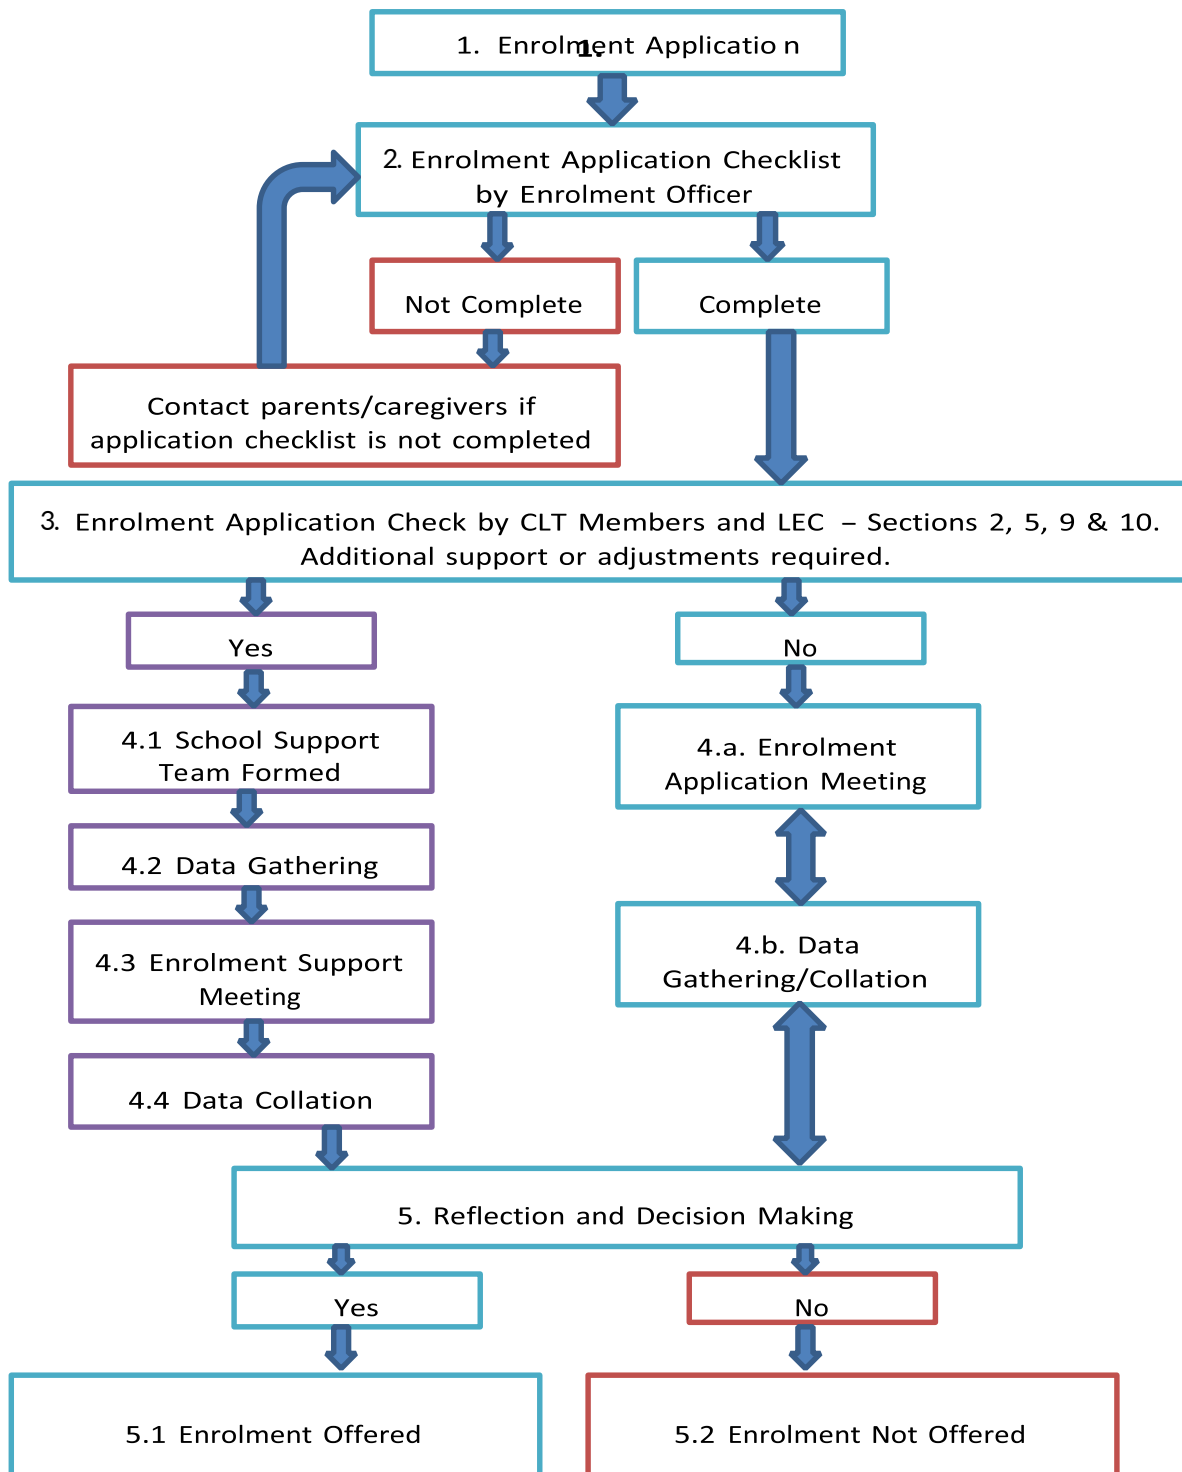 1. Enrolment Application
1.
2. Enrolment Application Checklist
by Enrolment Officer
Not Complete
Complete
Contact parents/caregivers if
application checklist is not completed
3. Enrolment Application Check by CLT Members and LEC – Sections 2, 5, 9 & 10.
Additional support or adjustments required.
Yes
No
4.1 School Support
Team Formed
4.a. Enrolment
Application Meeting
4.2 Data Gathering
4.3 Enrolment Support
Meeting
4.b. Data
Gathering/Collation
4.4 Data Collation
5. Reflection and Decision Making
Yes
No
5.1 Enrolment Offered
5.2 Enrolment Not Offered